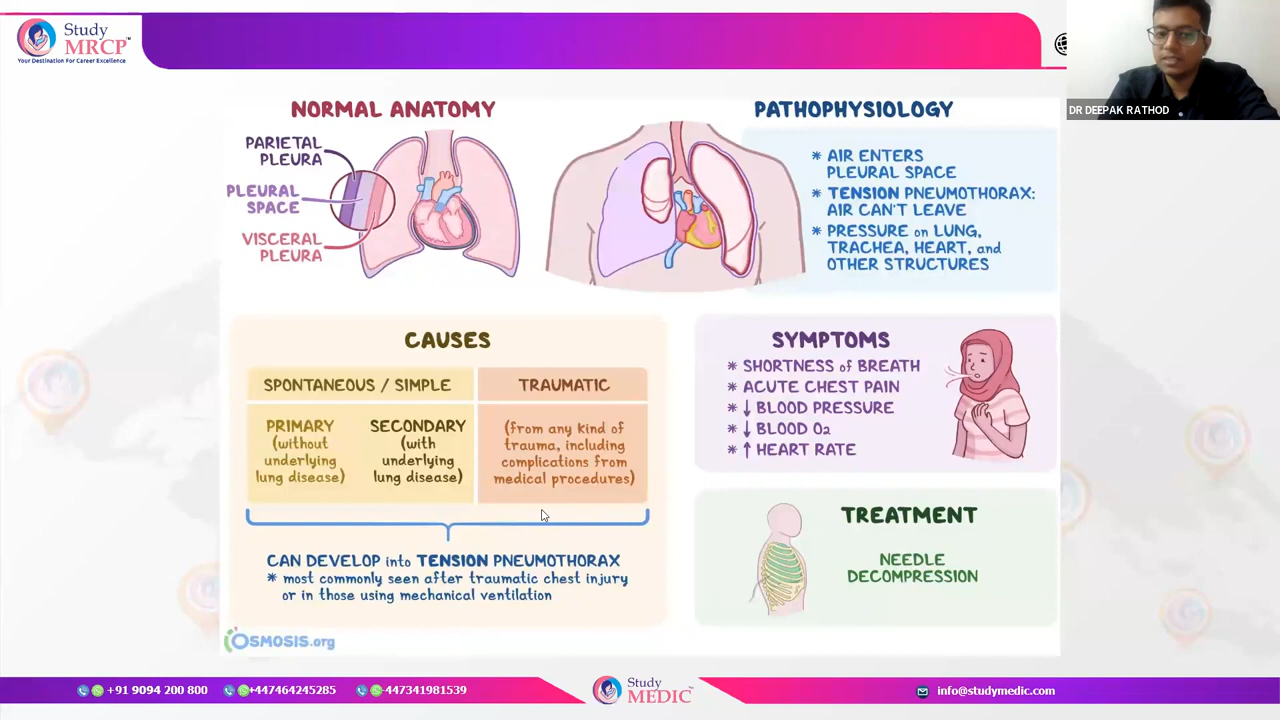 Study
MRCP™
Your Destination For Career Excellence
DR DEEPAK RATHOD
NORMAL ANATOMY
PARIETAL
PLEURA
PLEURAL
SPACE
VISCERAL
PLEURA
PATHOPHYSIOLOGY
* AIR ENTERS
PLEURAL SPACE
* TENSION PNEUMOTHORAX:
AIR CAN'T LEAVE
* PRESSURE on LUNG,
TRACHEA, HEART, and
OTHER STRUCTURES
CAUSES
SPONTANEOUS / SIMPLE
PRIMARY
(without
underlying
lung disease)
SECONDARY
(with
underlying
lung disease)
TRAUMATIC
(from any kind of
trauma, including
complications from
medical procedures)
CAN DEVELOP into TENSION PNEUMOTHORAX
* most commonly seen after traumatic chest injury
or in those using mechanical ventilation
SYMPTOMS
* SHORTNESS of BREATH
* ACUTE CHEST PAIN
* ↓ BLOOD PRESSURE
* ↓ BLOOD O₂
* ↑ HEART RATE
TREATMENT
NEEDLE
DECOMPRESSION
OSMOSIS.org
+91 9094 200 800
+447464245285
-447341981539
Study
MEDIC™
info@studymedic.com